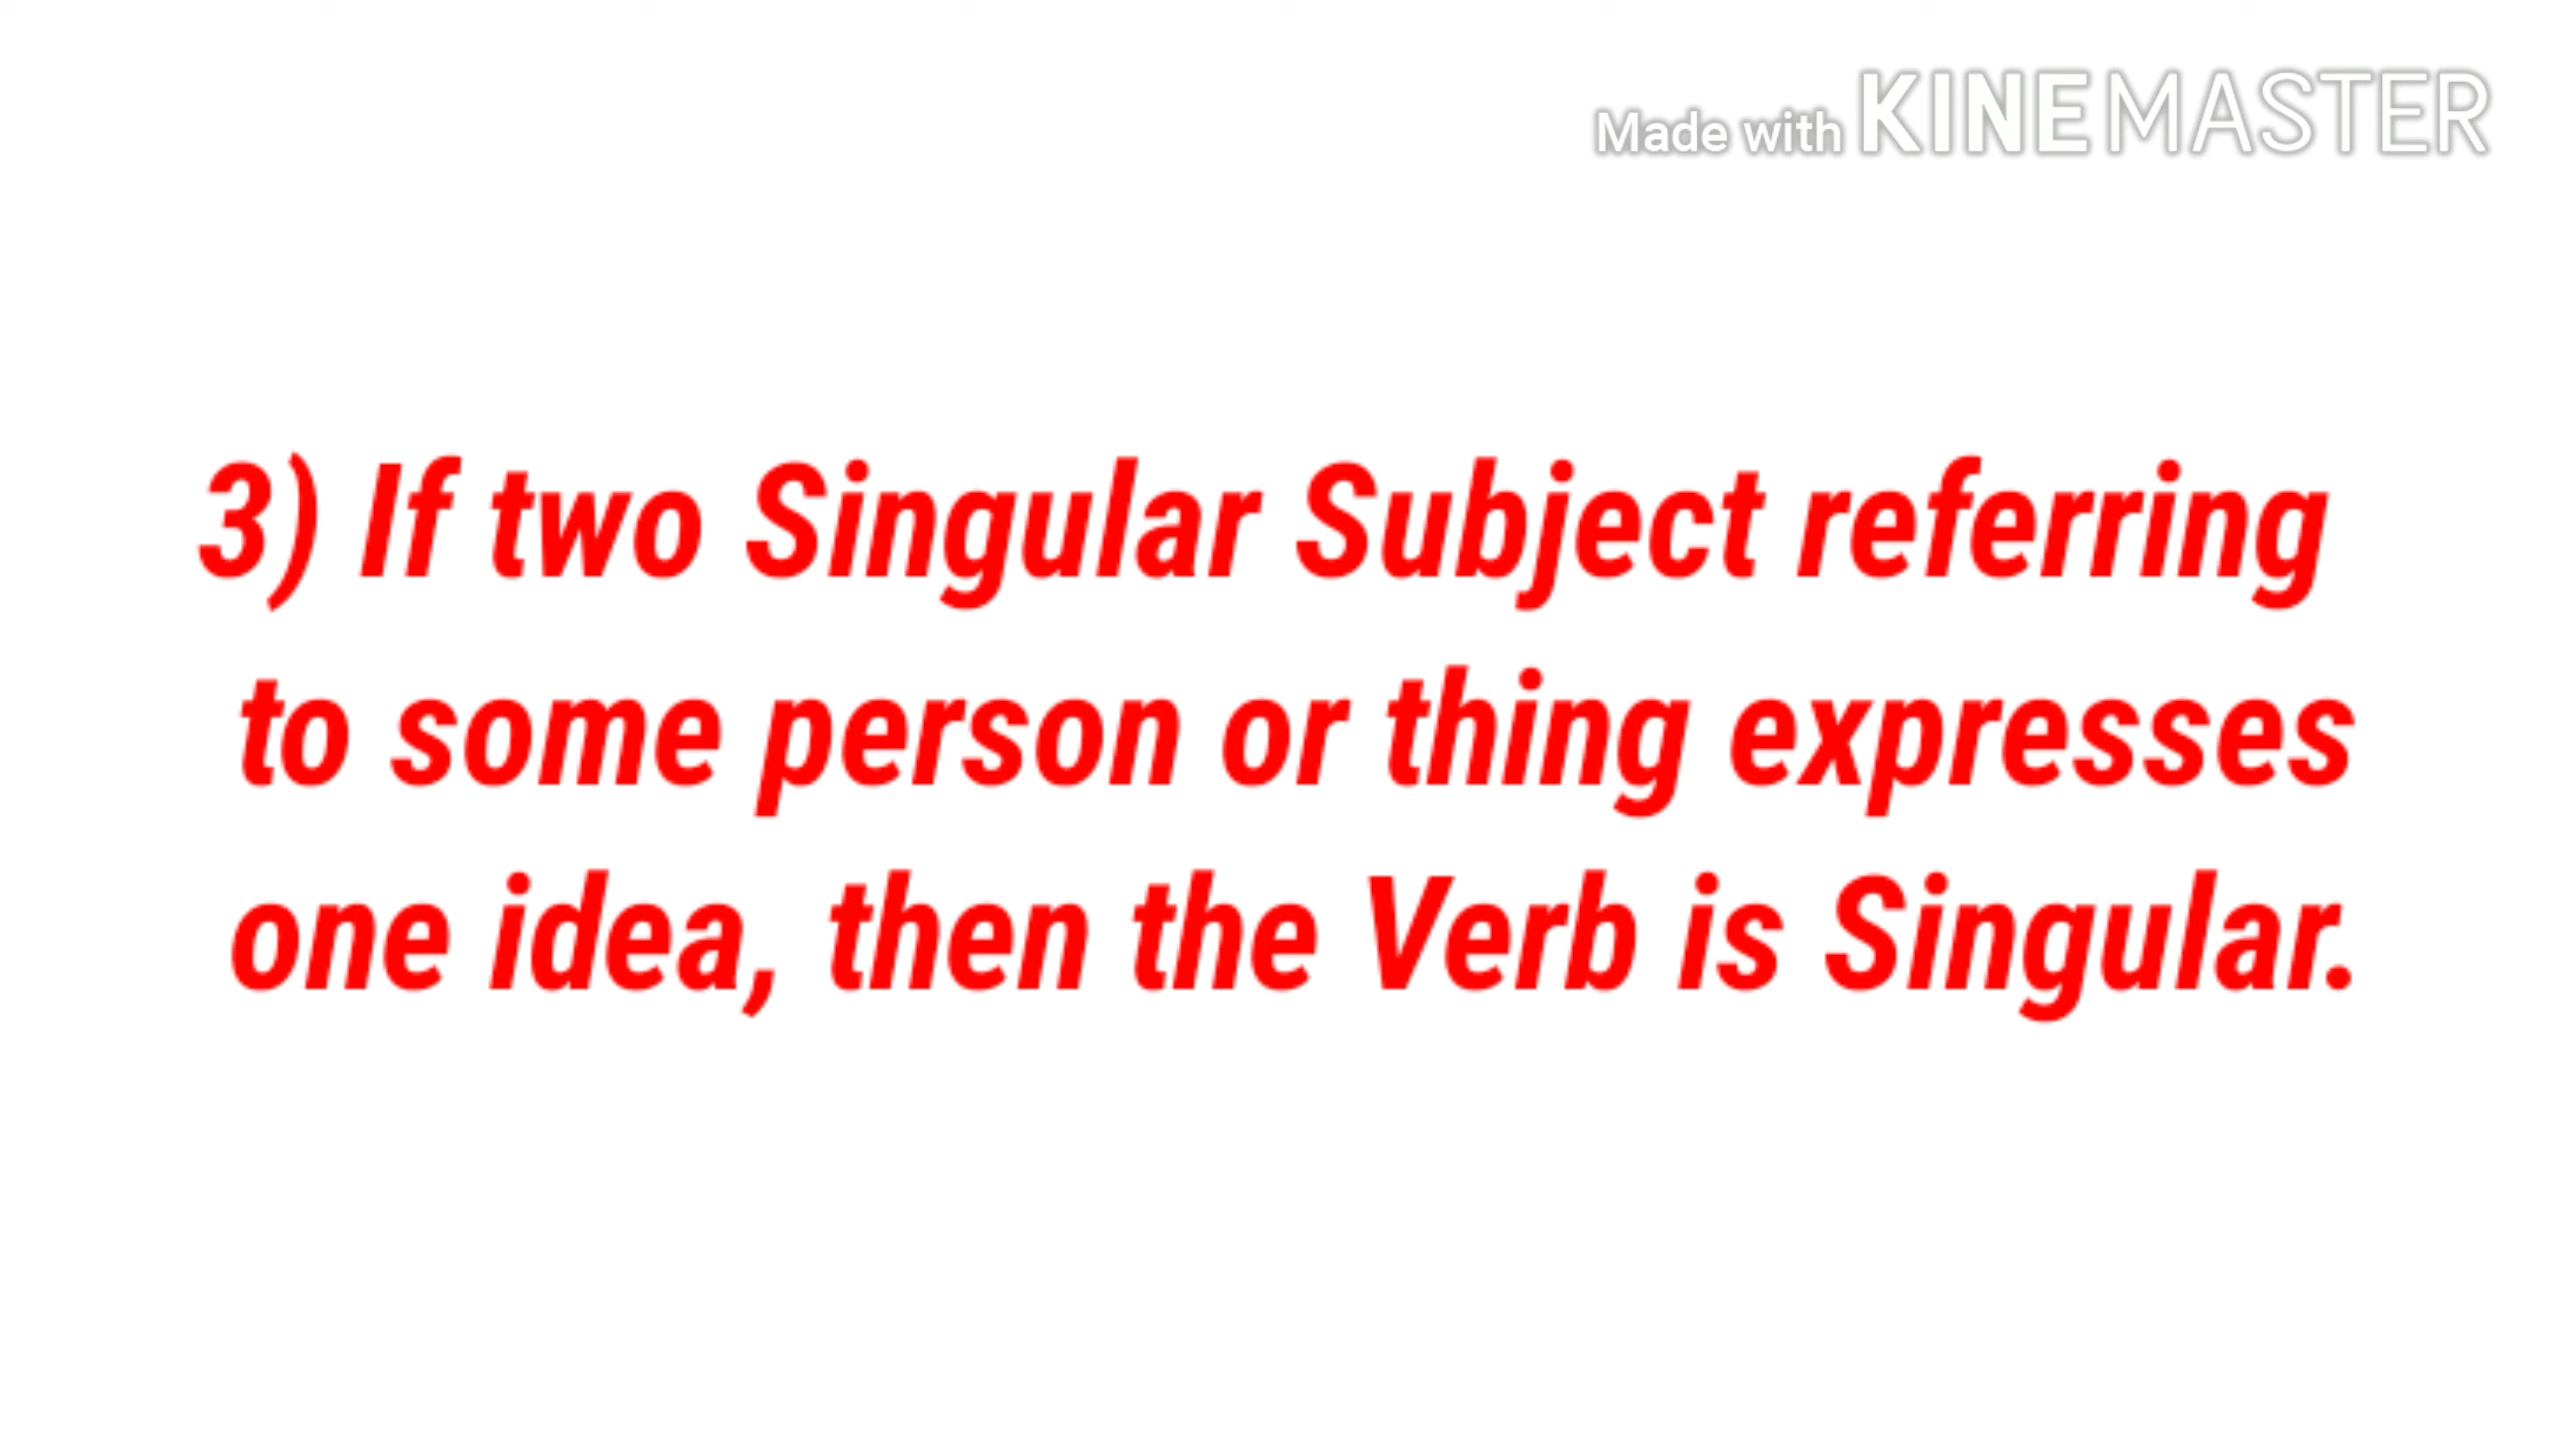 Made with KINEMASTER
3) If two Singular Subject referring
to some person or thing expresses
one idea, then the Verb is Singular.